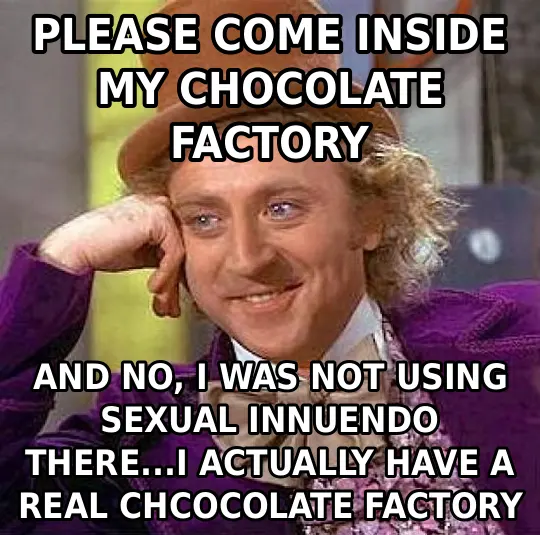 PLEASE COME INSIDE
MY CHOCOLATE
FACTORY
AND NO, I WAS NOT USING
SEXUAL INNUENDO
THERE...I ACTUALLY HAVE A
REAL CHCOCOLATE FACTORY